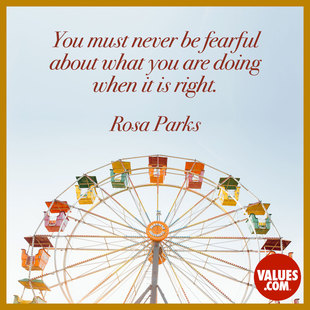 You must never be fearful
about what you are doing
when it is right.
Rosa Parks
VALUES
.COM